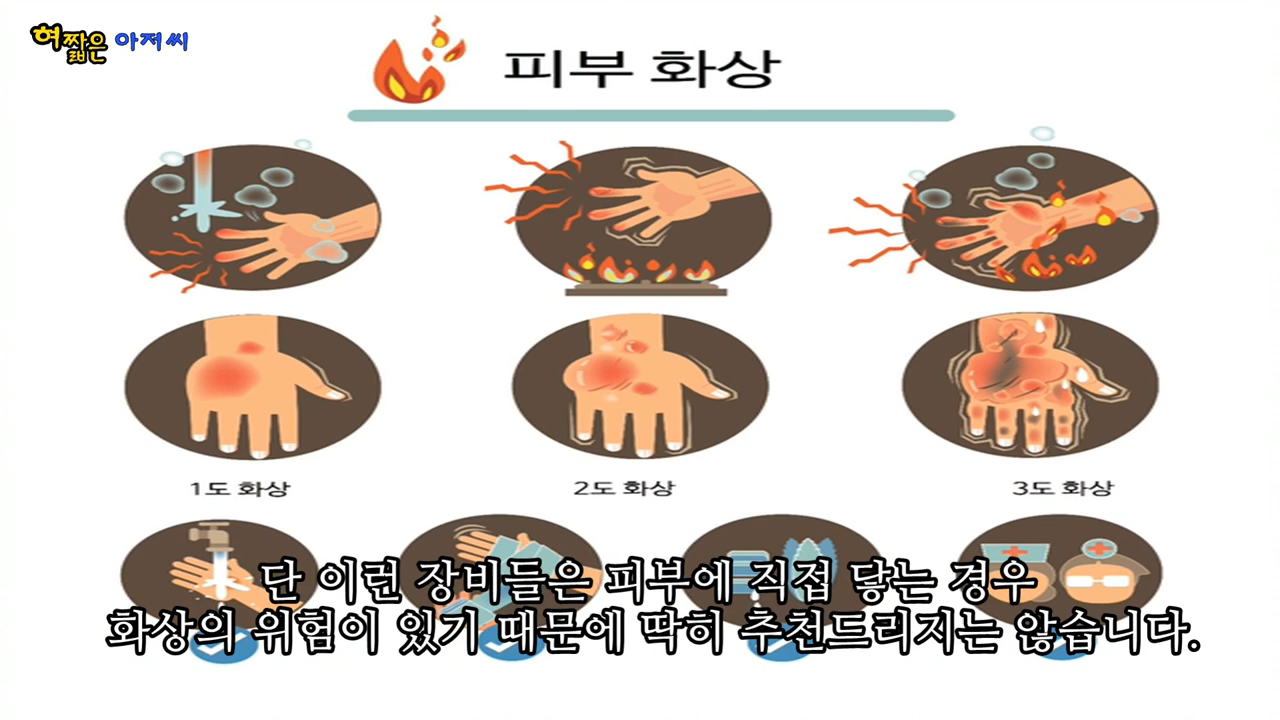 혀짧은 아저씨
피부 화상
1도 화상
2도 화상
3도 화상
단 이런 장비들은 피부에 직접 닿는 경우
화상의 위험이 있기 때문에 딱히 추천드리지는 않습니다.